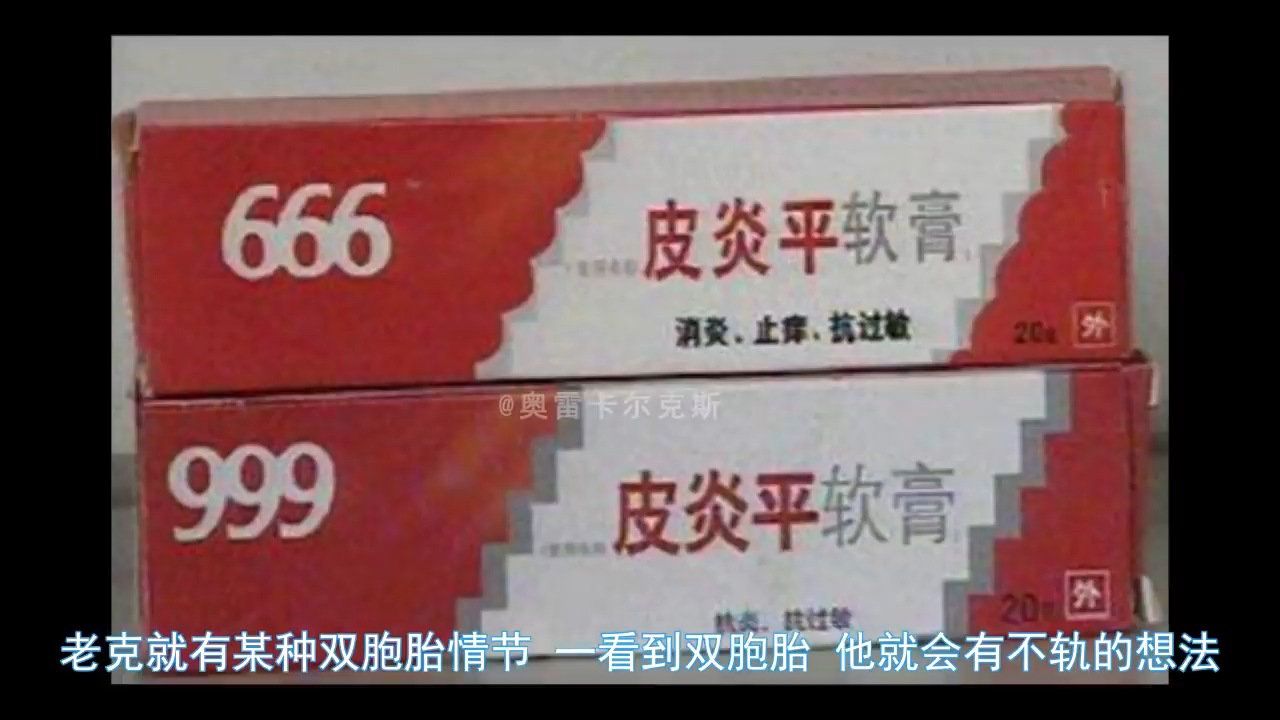 666
皮炎平软膏
消炎、止痒、抗过敏
20g
外
@奥雷卡尔克斯
999
皮炎平软膏
抗炎、抗过敏
20g
外
老克就有某种双胞胎情节 一看到双胞胎 他就会有不轨的想法